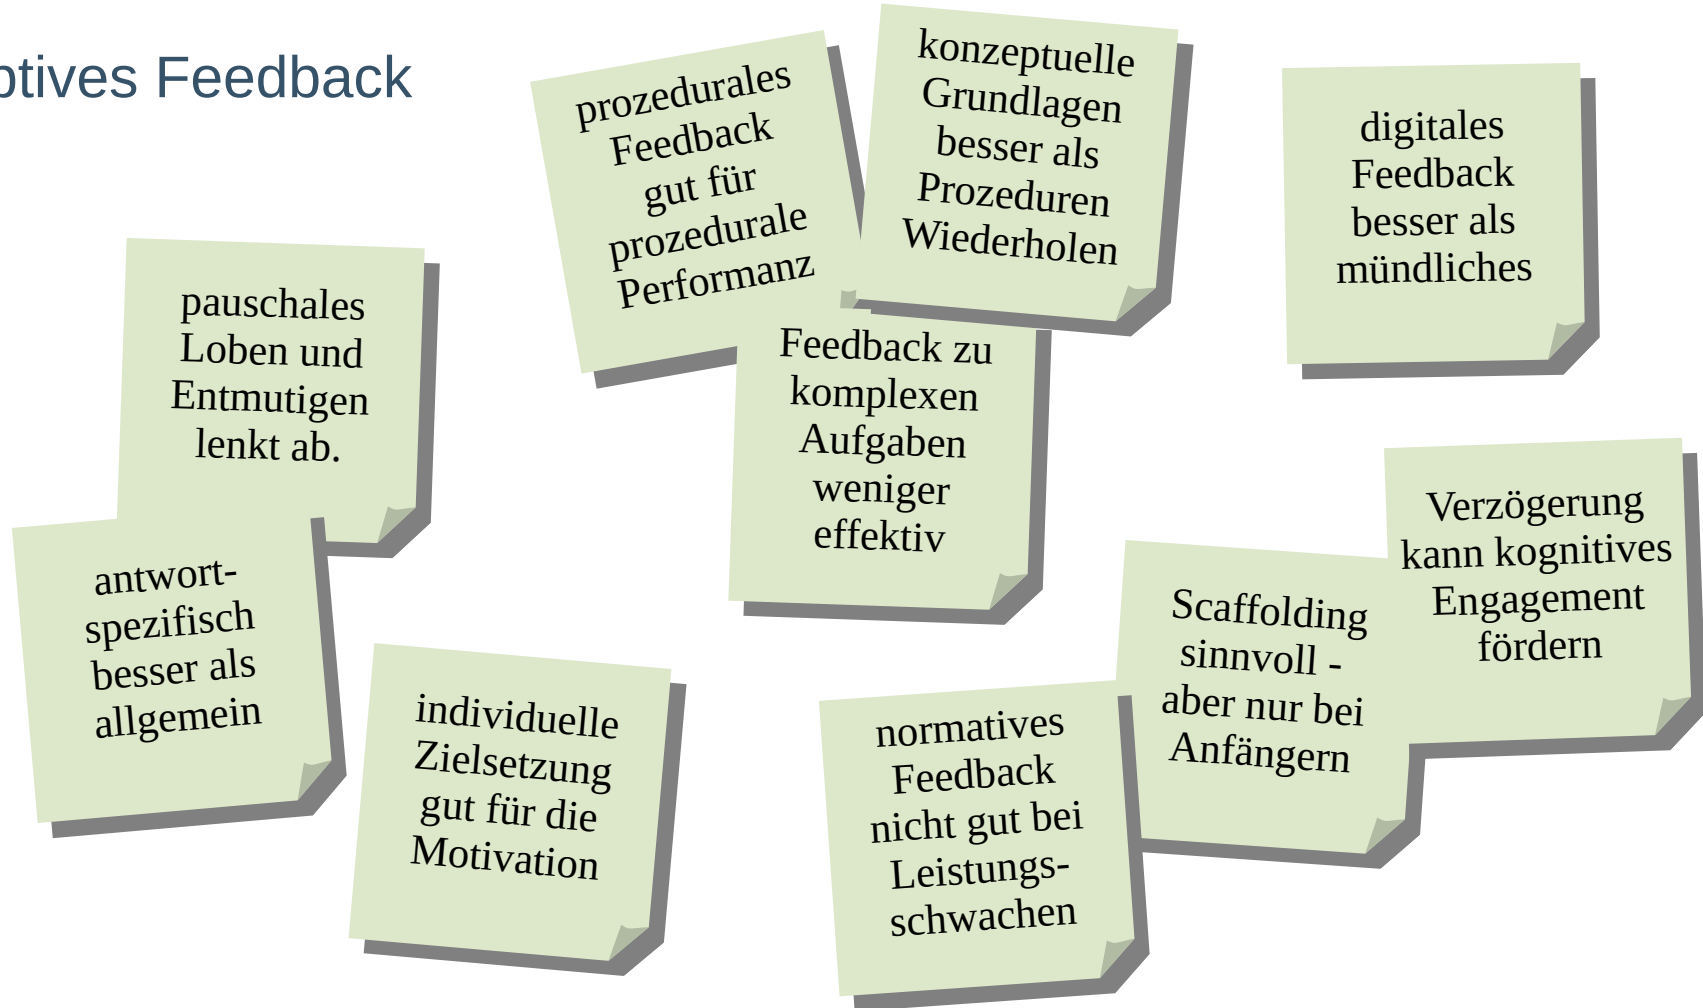 ptives Feedback
prozedurales
Feedback
gut für
prozedurale
Performanz
konzeptuelle
Grundlagen
besser als
Prozeduren
Wiederholen
digitales
Feedback
besser als
mündliches
pauschales
Loben und
Entmutigen
lenkt ab.
Feedback zu
komplexen
Aufgaben
weniger
effektiv
Verzögerung
kann kognitives
Engagement
fördern
antwort-
spezifisch
besser als
allgemein
Scaffolding
sinnvoll -
aber nur bei
Anfängern
individuelle
Zielsetzung
gut für die
Motivation
normatives
Feedback
nicht gut bei
Leistungs-
schwachen